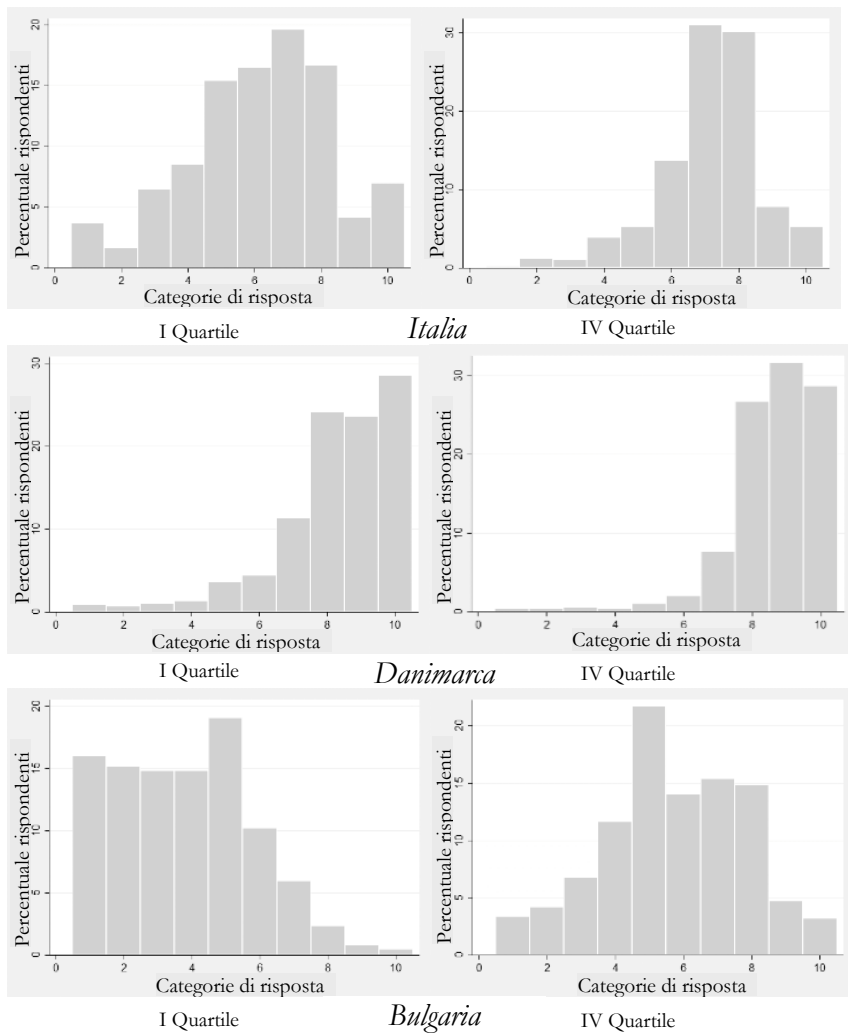 Percentuale rispondenti
0 5 10 15 20
0 2 4 6 8 10
Categorie di risposta
Percentuale rispondenti
0 10 20 30
0 2 4 6 8 10
Categorie di risposta
I Quartile Italia IV Quartile
Percentuale rispondenti
0 10 20 30
0 2 4 6 8 10
Categorie di risposta
Percentuale rispondenti
0 10 20 30
0 2 4 6 8 10
Categorie di risposta
I Quartile Danimarca IV Quartile
Percentuale rispondenti
0 5 10 15 20
0 2 4 6 8 10
Categorie di risposta
Percentuale rispondenti
0 5 10 15 20
0 2 4 6 8 10
Categorie di risposta
I Quartile Bulgaria IV Quartile